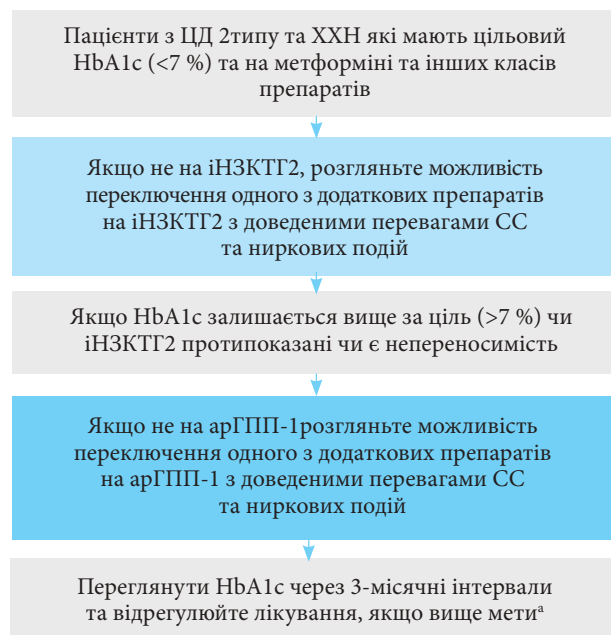 Пацієнти з ЦД 2типу та ХХН які мають цільовий
HbA1c (<7 %) та на метформіні та інших класів
препаратів
Якщо не на іНЗКТГ2, розгляньте можливість
переключення одного з додаткових препаратів
на іНЗКТГ2 з доведеними перевагами СС
та ниркових подій
Якщо HbA1c залишається вище за ціль (>7 %) чи
іНЗКТГ2 протипоказані чи є непереносимість
Якщо не на арГПП-1розгляньте можливість
переключення одного з додаткових препаратів
на арГПП-1 з доведеними перевагами СС
та ниркових подій
Переглянути HbA1c через 3-місячні інтервали
та відрегулюйте лікування, якщо вище метиᵃ